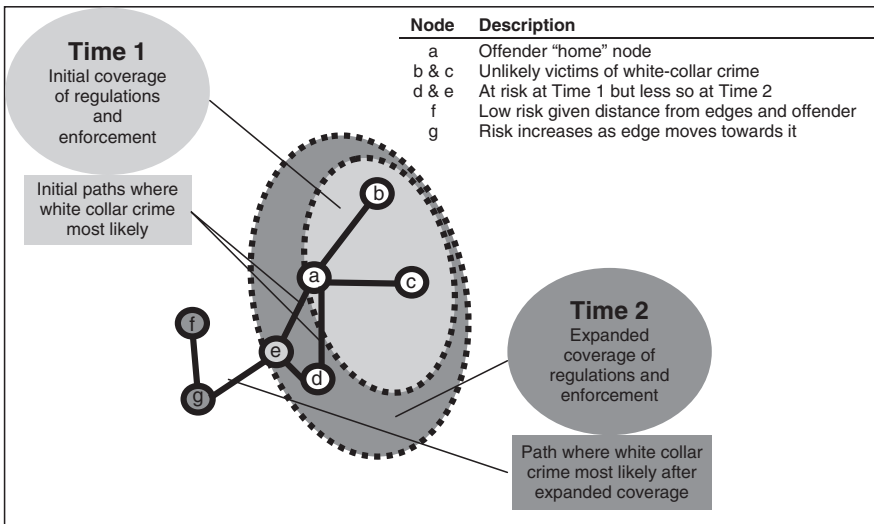 Time 1
Initial coverage
of regulations
and
enforcement
Initial paths where
white collar crime
most likely
Node Description
a Offender “home” node
b & c Unlikely victims of white-collar crime
d & e At risk at Time 1 but less so at Time 2
f Low risk given distance from edges and offender
g Risk increases as edge moves towards it
b
a
c
f
e
d
g
Time 2
Expanded
coverage of
regulations and
enforcement
Path where white collar
crime most likely after
expanded coverage